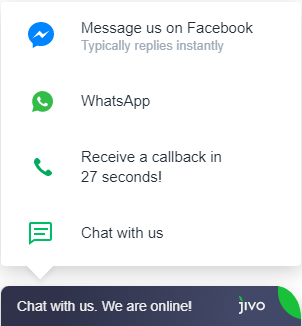 Message us on Facebook
Typically replies instantly
WhatsApp
Receive a callback in
27 seconds!
Chat with us
Chat with us. We are online!
jivo